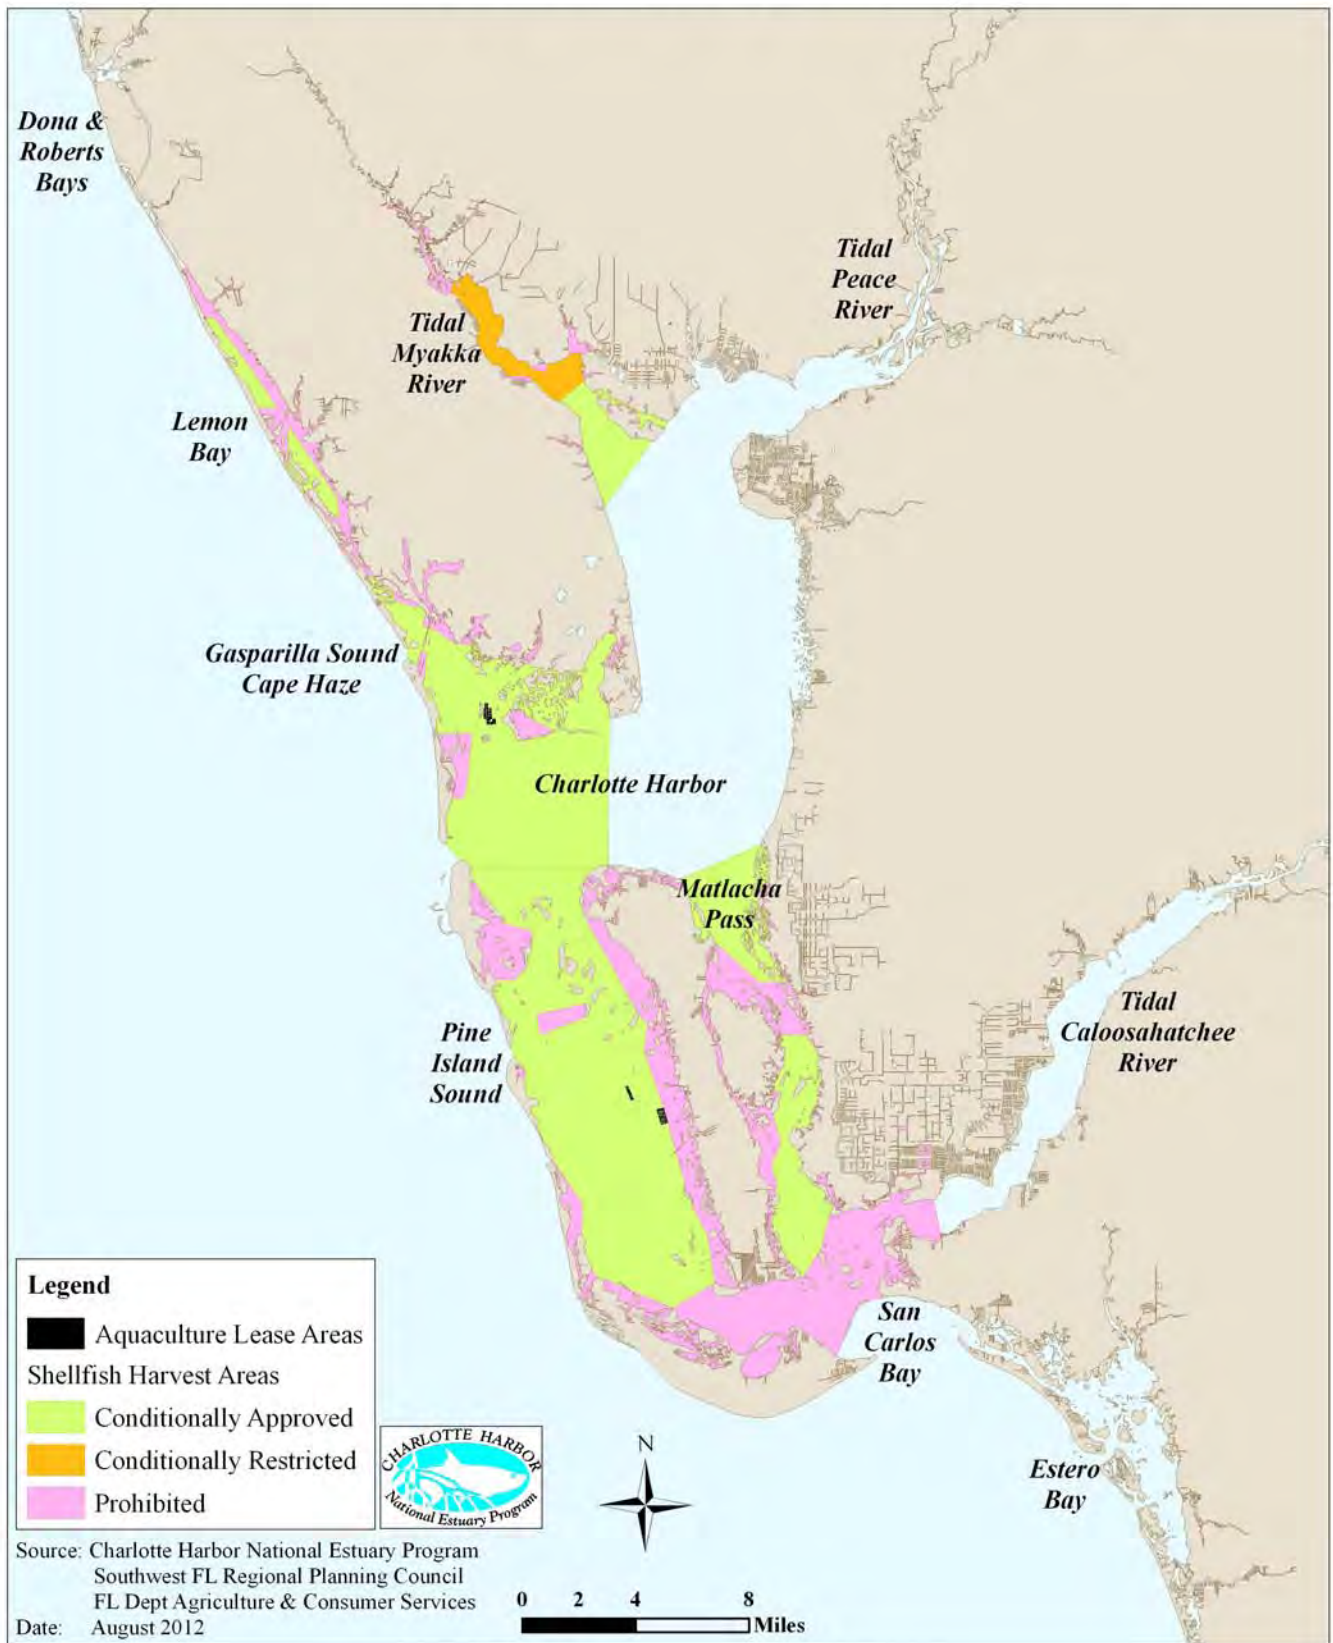 Dona &
Roberts
Bays
Tidal
Peace
River
Tidal
Myakka
River
Lemon
Bay
Gasparilla Sound
Cape Haze
Charlotte Harbor
Matlacha
Pass
Pine
Island
Sound
Tidal
Caloosahatchee
River
San
Carlos
Bay
Estero
Bay
Legend
Aquaculture Lease Areas
Shellfish Harvest Areas
Conditionally Approved
Conditionally Restricted
Prohibited
CHARLOTTE HARBOR
National Estuary Program
N
Source: Charlotte Harbor National Estuary Program
Southwest FL Regional Planning Council
FL Dept Agriculture & Consumer Services
Date: August 2012
0 2 4 8
Miles